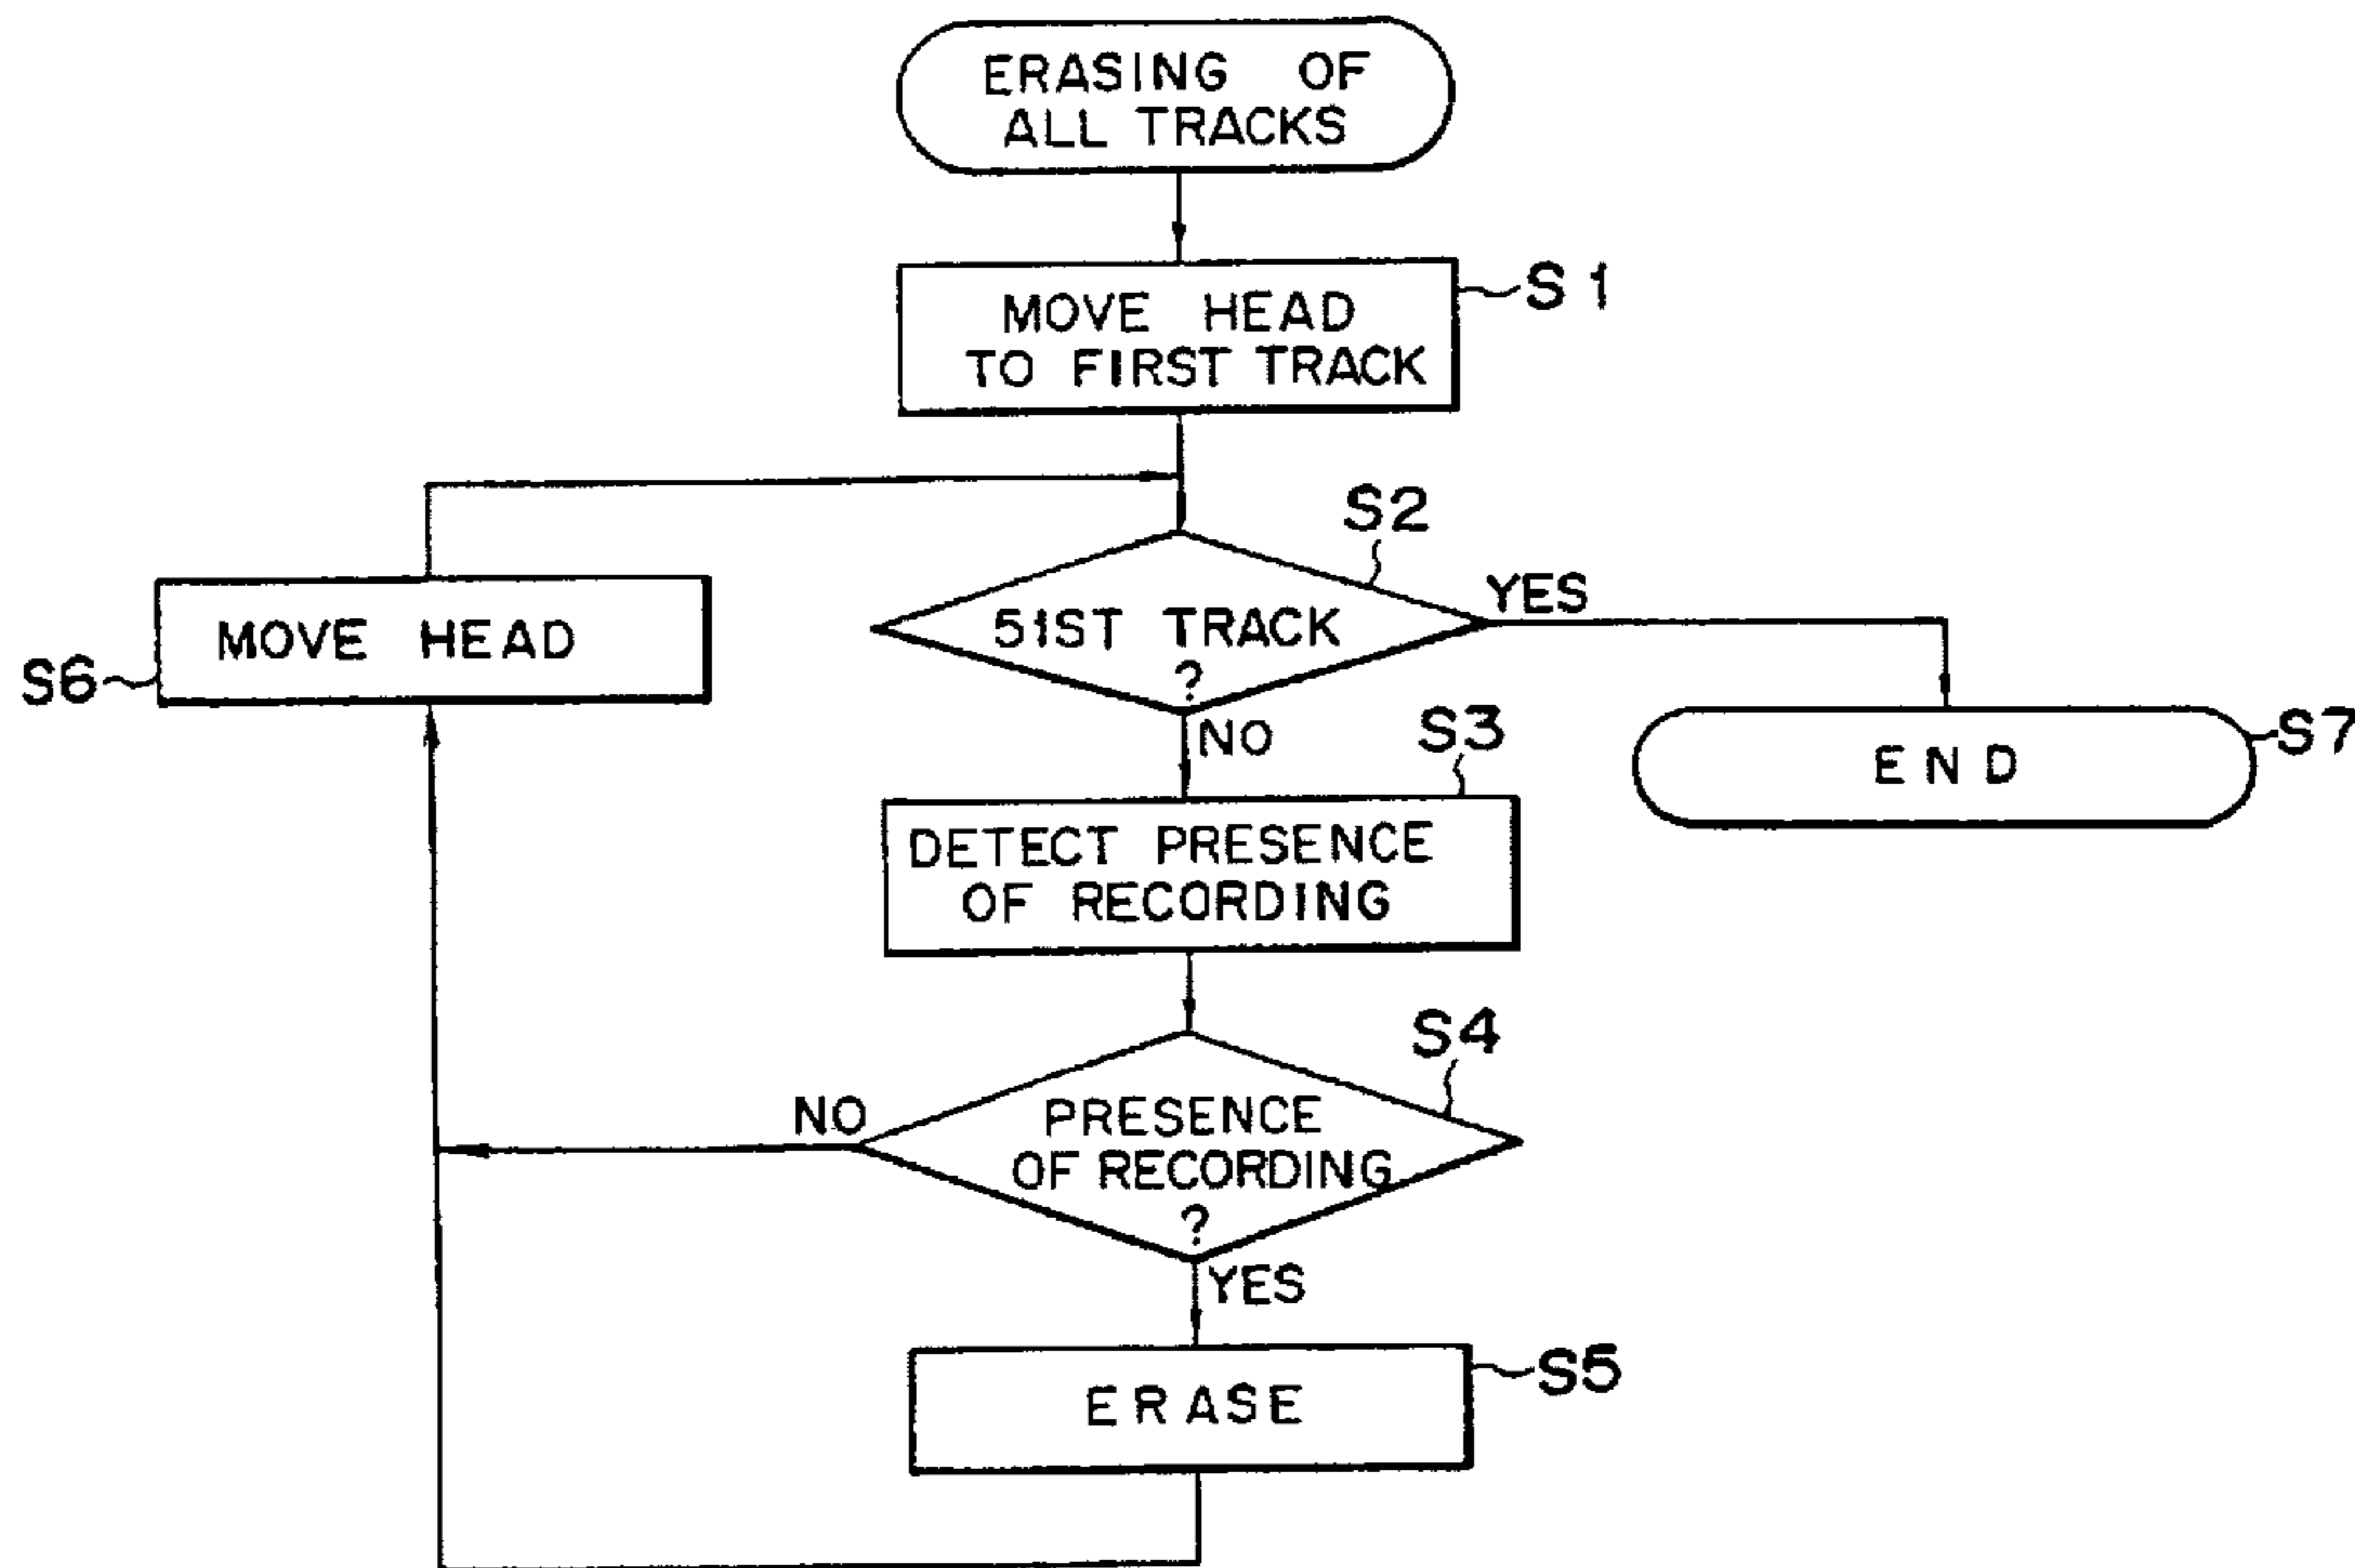 ERASING OF
ALL TRACKS
MOVE HEAD
TO FIRST TRACK
S1
S2
51ST TRACK
?
YES
NO
MOVE HEAD
S6
S3
END
S7
DETECT PRESENCE
OF RECORDING
S4
NO
PRESENCE
OF RECORDING
?
YES
ERASE
S5